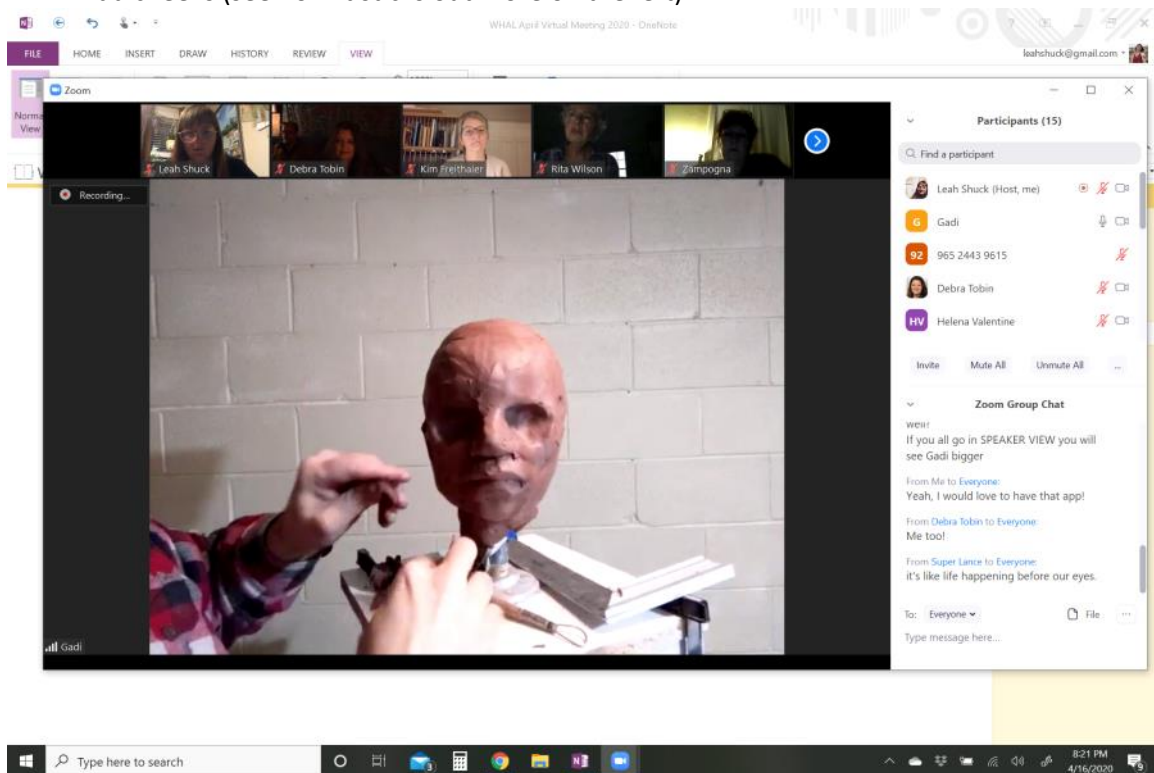 WHAL April Virtual Meeting 2020 - OneNote
FILE HOME INSERT DRAW HISTORY REVIEW VIEW
leahshuck@gmail.com
Normal
View
Zoom
Leah Shuck
Debra Tobin
Kim Freithaler
Rita Wilson
Zampogna
Recording...
Gadi
Participants (15)
Find a participant
Leah Shuck (Host, me)
G Gadi
92 965 2443 9615
Debra Tobin
HV Helena Valentine
Invite Mute All Unmute All ...
Zoom Group Chat
If you all go in SPEAKER VIEW you will
see Gadi bigger
From Me to Everyone:
Yeah, I would love to have that app!
From Debra Tobin to Everyone:
Me too!
From Super Lance to Everyone:
it's like life happening before our eyes.
To: Everyone File ...
Type message here...
Type here to search
8:21 PM
4/16/2020